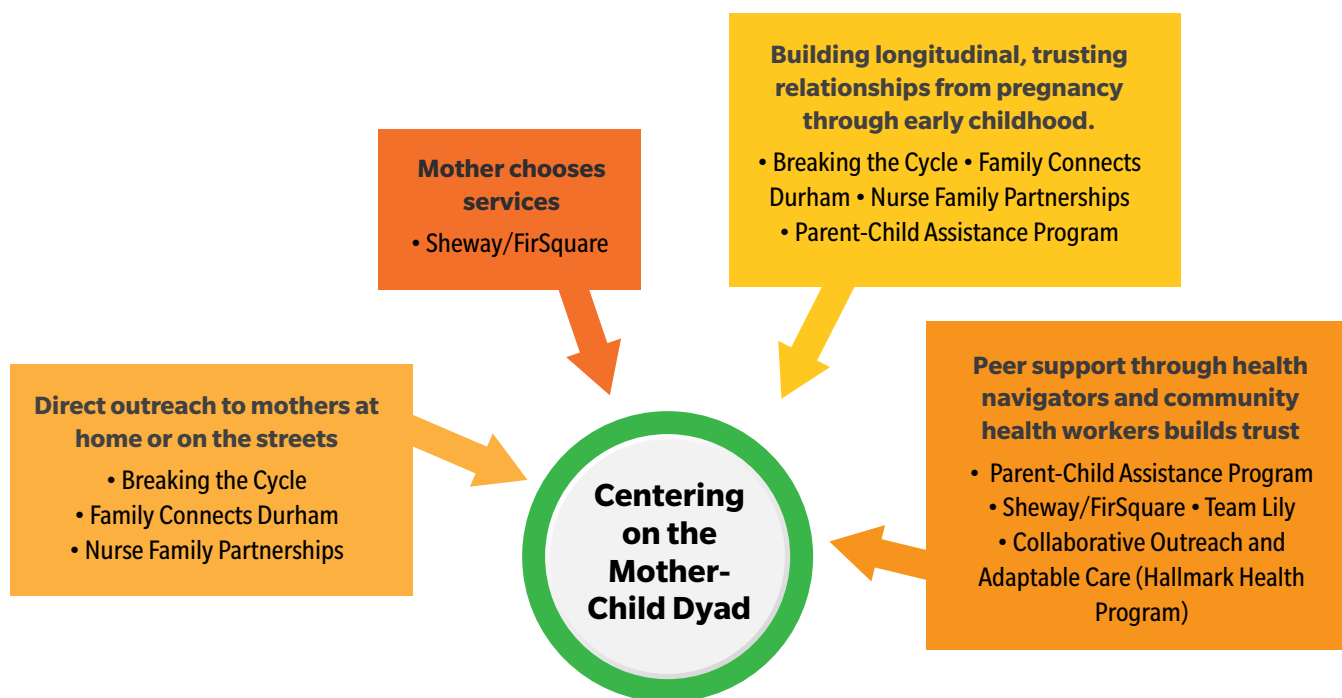 Building longitudinal, trusting
relationships from pregnancy
through early childhood.
• Breaking the Cycle • Family Connects
Durham • Nurse Family Partnerships
• Parent-Child Assistance Program
Mother chooses
services
• Sheway/FirSquare
Direct outreach to mothers at
home or on the streets
• Breaking the Cycle
• Family Connects Durham
• Nurse Family Partnerships
Peer support through health
navigators and community
health workers builds trust
• Parent-Child Assistance Program
• Sheway/FirSquare • Team Lily
• Collaborative Outreach and
Adaptable Care (Hallmark Health
Program)
Centering
on the
Mother-
Child Dyad